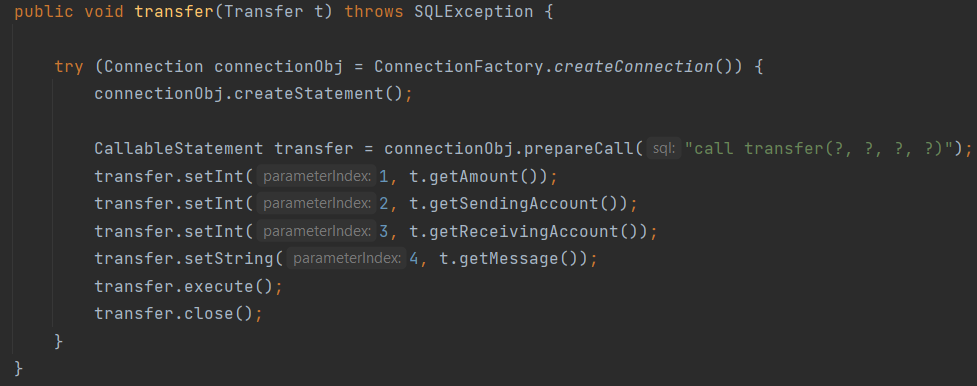 public void transfer(Transfer t) throws SQLException {
try (Connection connectionObj = ConnectionFactory.createConnection()) {
connectionObj.createStatement();
CallableStatement transfer = connectionObj.prepareCall( sql: "call transfer(?, ?, ?, ?)");
transfer.setInt( parameterIndex: 1, t.getAmount());
transfer.setInt( parameterIndex: 2, t.getSendingAccount());
transfer.setInt( parameterIndex: 3, t.getReceivingAccount());
transfer.setString( parameterIndex: 4, t.getMessage());
transfer.execute();
transfer.close();
}
}